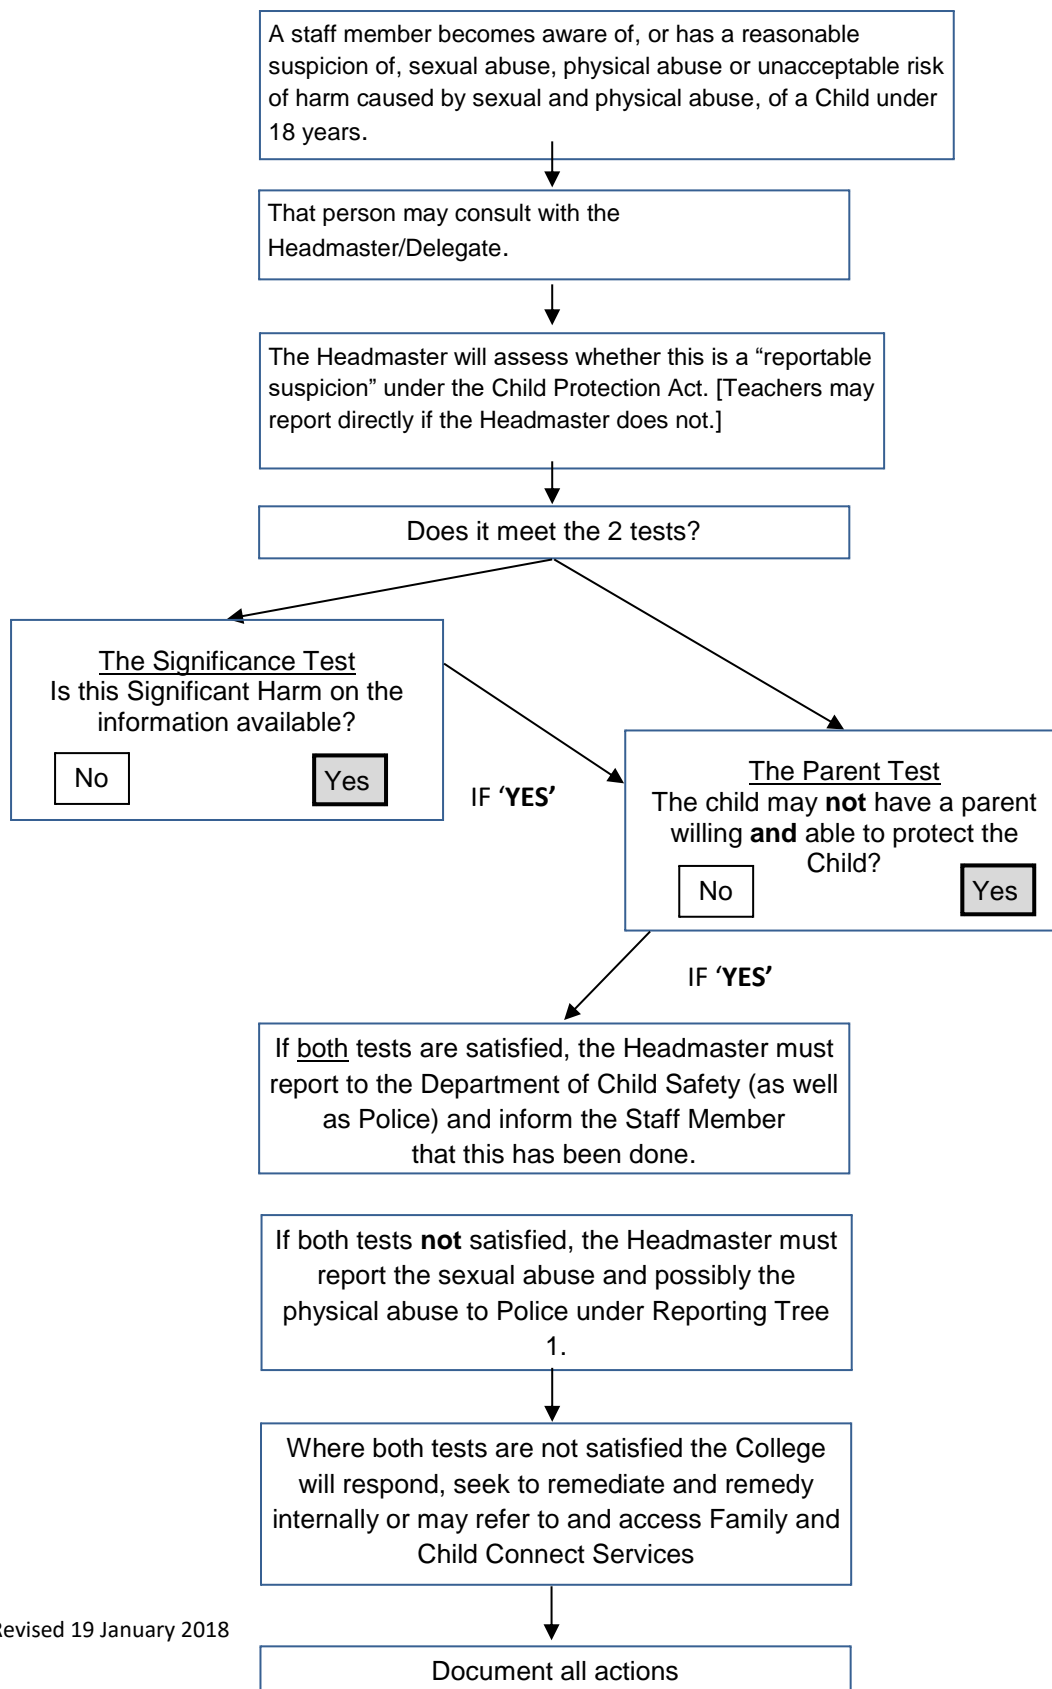 A staff member becomes aware of, or has a reasonable
suspicion of, sexual abuse, physical abuse or unacceptable risk
of harm caused by sexual and physical abuse, of a Child under
18 years.
That person may consult with the
Headmaster/Delegate.
The Headmaster will assess whether this is a “reportable
suspicion” under the Child Protection Act. [Teachers may
report directly if the Headmaster does not.]
Does it meet the 2 tests?
The Significance Test
Is this Significant Harm on the
information available?
No
Yes
IF ‘YES’
The Parent Test
The child may not have a parent
willing and able to protect the
Child?
No
Yes
IF ‘YES’
If both tests are satisfied, the Headmaster must
report to the Department of Child Safety (as well
as Police) and inform the Staff Member
that this has been done.
If both tests not satisfied, the Headmaster must
report the sexual abuse and possibly the
physical abuse to Police under Reporting Tree
1.
Where both tests are not satisfied the College
will respond, seek to remediate and remedy
internally or may refer to and access Family and
Child Connect Services
Revised 19 January 2018
Document all actions